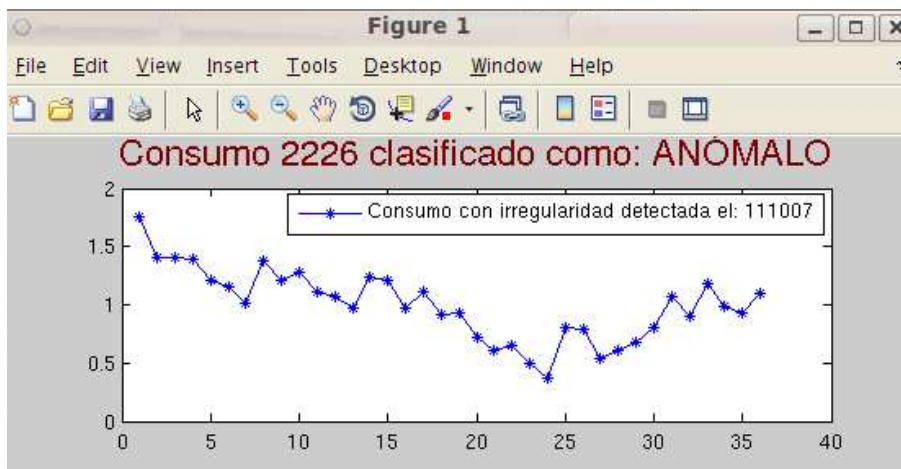 Figure 1
File Edit View Insert Tools Desktop Window Help
Consumo 2226 clasificado como: ANÓMALO
Consumo con irregularidad detectada el: 111007
2
1.5
1
0.5
0
0 5 10 15 20 25 30 35 40